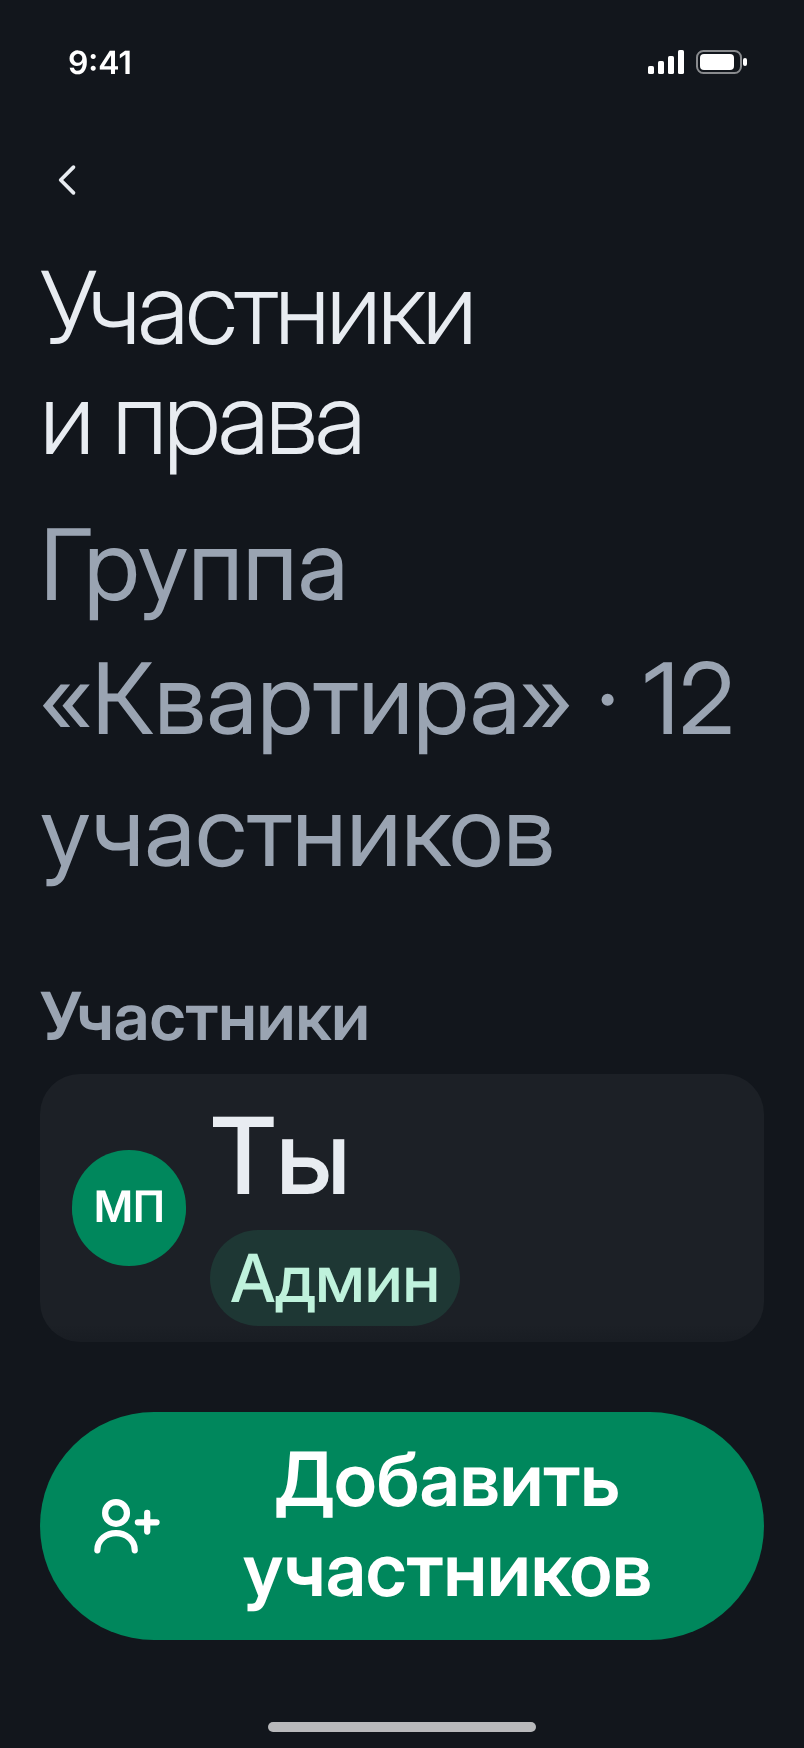 9:41
Участники
и права
Группа
«Квартира» · 12
участников
Участники
МП
Ты
Админ
Добавить
участников